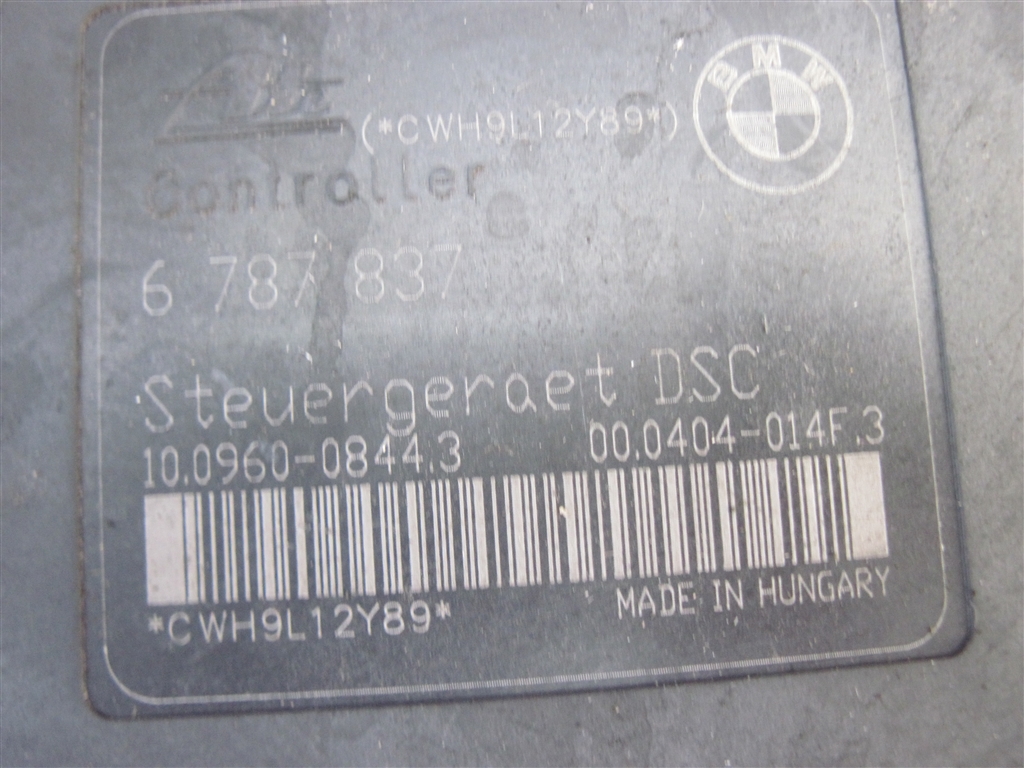 BMW
(*CWH9L12Y89*)
Controller
6 787 837
Steuergeraet DSC
10.0960-0844.3 00.0404-014F.3
*CWH9L12Y89*
MADE IN HUNGARY